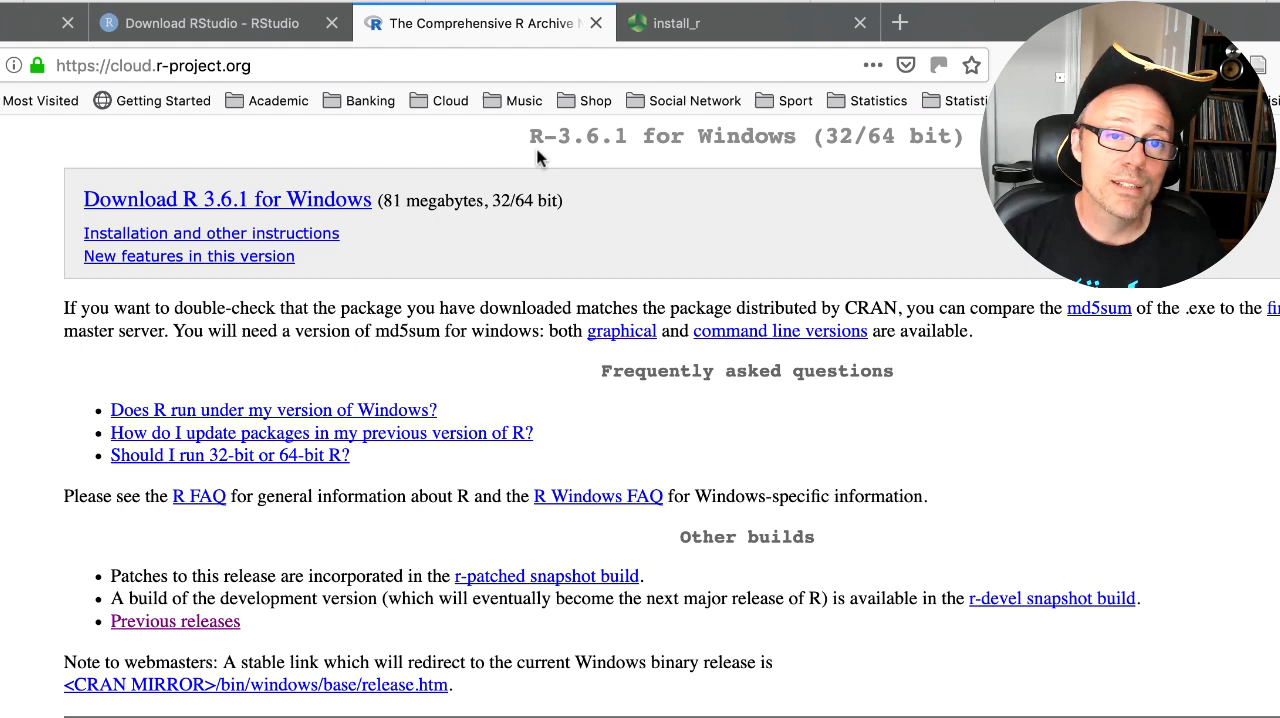 Download RStudio - RStudio
The Comprehensive R Archive
install_r
https://cloud.r-project.org
Most Visited Getting Started Academic Banking Cloud Music Shop Social Network Sport Statistics
R-3.6.1 for Windows (32/64 bit)
Download R 3.6.1 for Windows (81 megabytes, 32/64 bit)
Installation and other instructions
New features in this version
If you want to double-check that the package you have downloaded matches the package distributed by CRAN, you can compare the md5sum of the .exe to the
master server. You will need a version of md5sum for windows: both graphical and command line versions are available.
Frequently asked questions
• Does R run under my version of Windows?
• How do I update packages in my previous version of R?
• Should I run 32-bit or 64-bit R?
Please see the R FAQ for general information about R and the R Windows FAQ for Windows-specific information.
Other builds
• Patches to this release are incorporated in the r-patched snapshot build.
• A build of the development version (which will eventually become the next major release of R) is available in the r-devel snapshot build.
• Previous releases
Note to webmasters: A stable link which will redirect to the current Windows binary release is
<CRAN MIRROR>/bin/windows/base/release.htm.